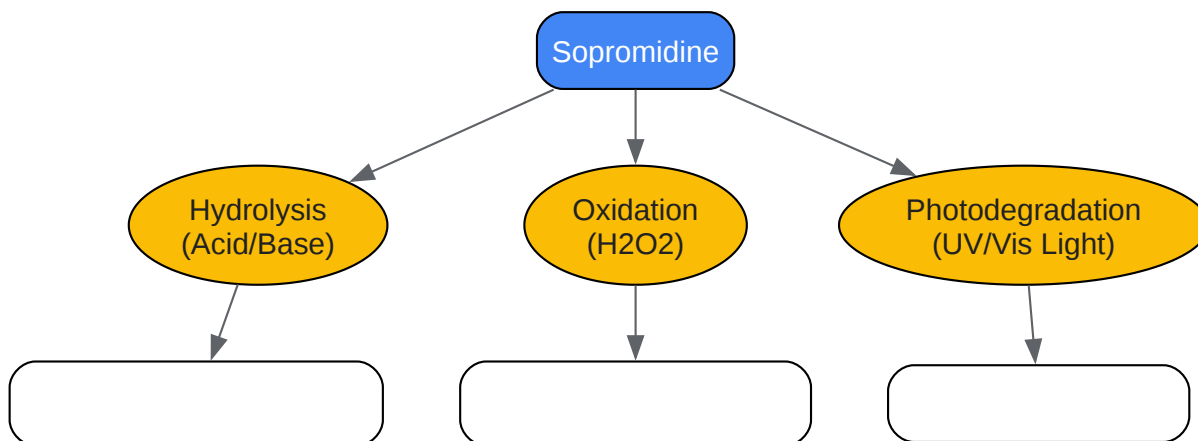 Sopromidine
Hydrolysis
(Acid/Base)
Oxidation
(H2O2)
Photodegradation
(UV/Vis Light)